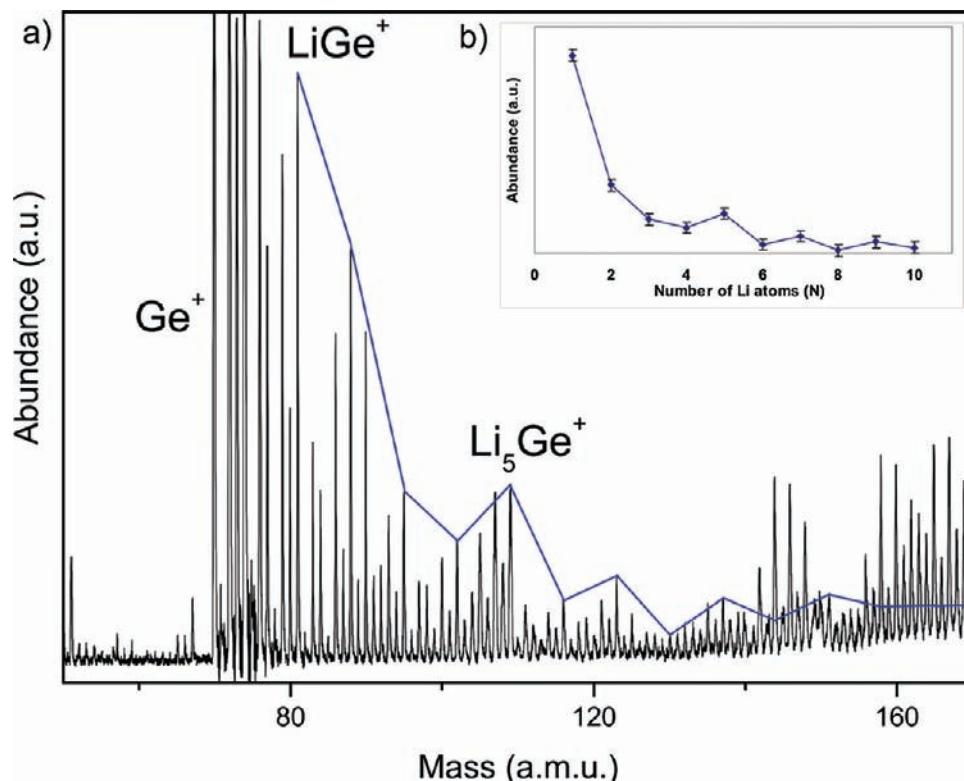 a)
LiGe⁺
b)
Abundance (a.u.)
0 2 4 6 8 10
Number of Li atoms (N)
Ge⁺
Li₅Ge⁺
Abundance (a.u.)
80 120 160
Mass (a.m.u.)